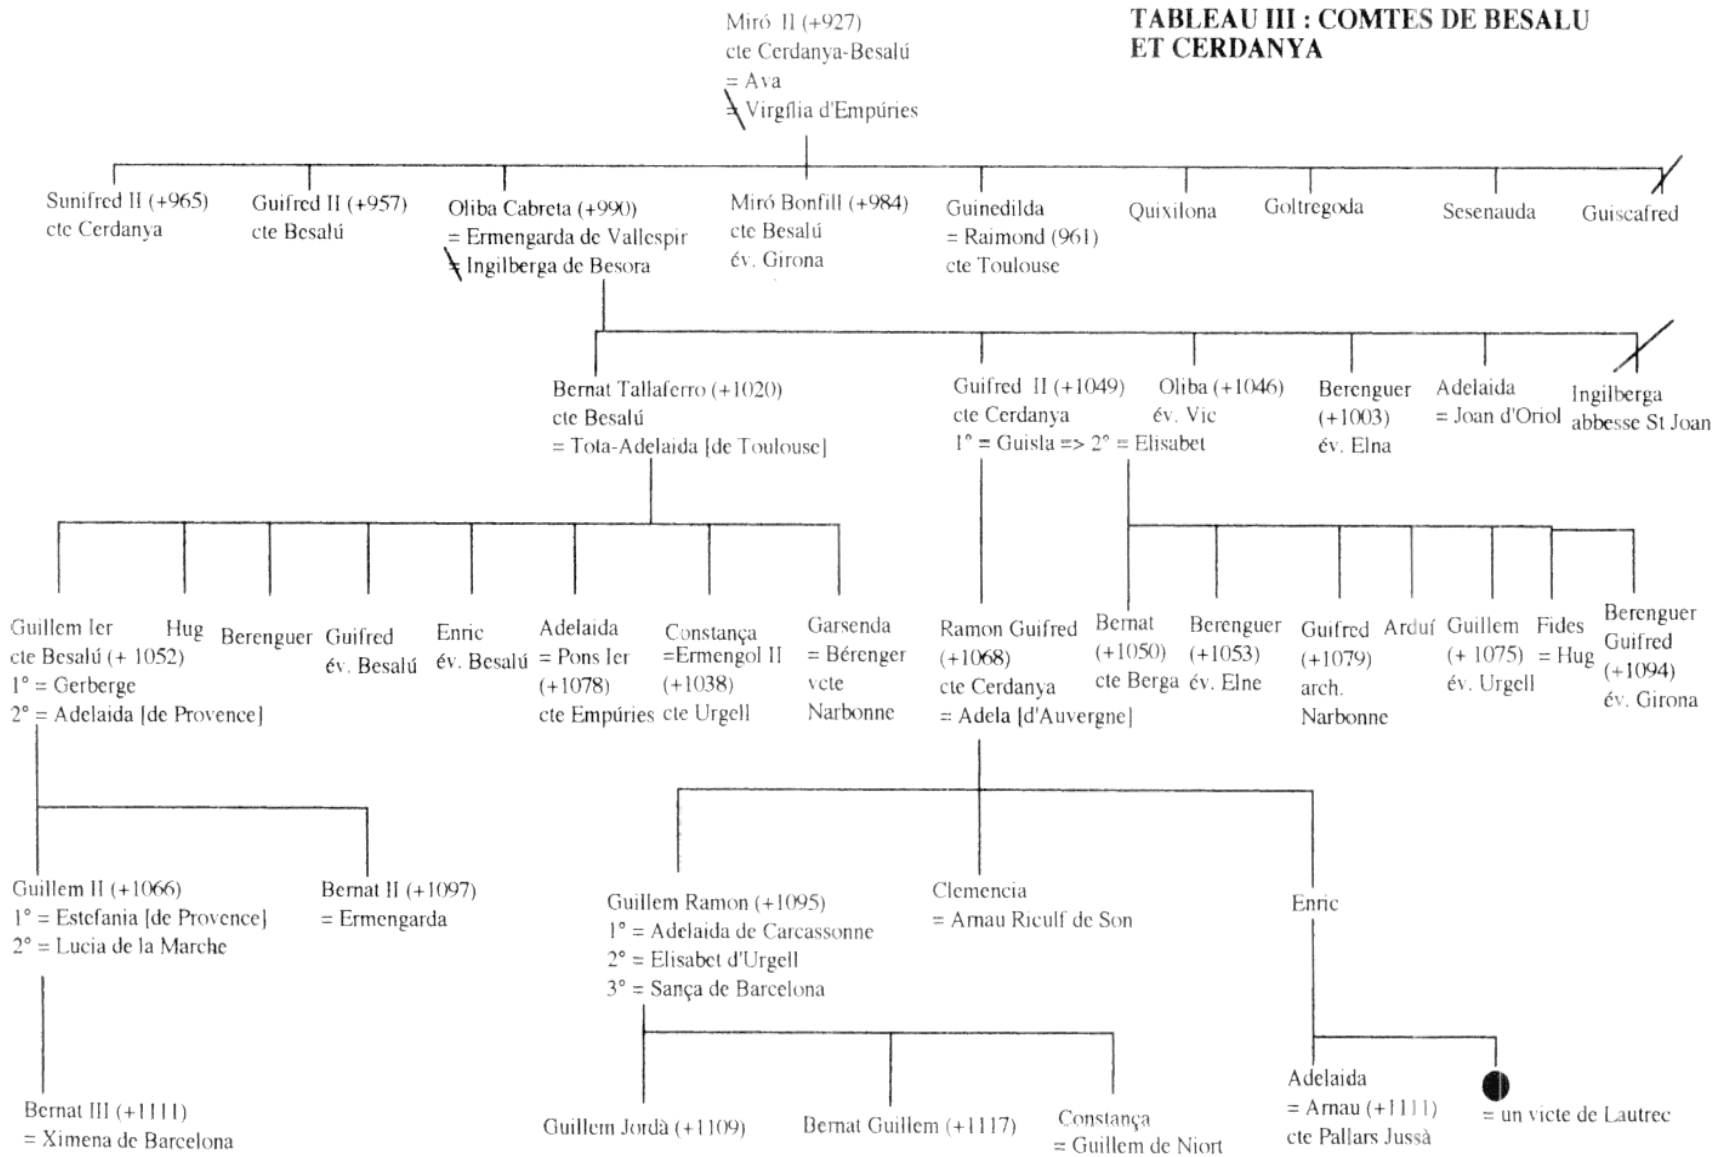 TABLEAU III : COMTES DE BESALU
ET CERDANYA
Miró II (+927)
cte Cerdanya-Besalú
= Ava
= Virgília d'Empúries
Sunifred II (+965)
cte Cerdanya
Guifred II (+957)
cte Besalú
Oliba Cabreta (+990)
= Ermengarda de Vallespir
= Ingilberga de Besora
Miró Bonfill (+984)
cte Besalú
év. Girona
Guinedilda
= Raimond (961)
cte Toulouse
Quixilona
Goltregoda
Sesenauda
Guiscafred
Bernat Tallaferro (+1020)
cte Besalú
= Tota-Adelaida [de Toulouse]
Guifred II (+1049)
cte Cerdanya
1° = Guisla => 2° = Elisabet
Oliba (+1046)
év. Vic
Berenguer
(+1003)
év. Elna
Adelaida
= Joan d'Oriol
Ingilberga
abbesse St Joan
Guillem Ier
cte Besalú (+ 1052)
1° = Gerberge
2° = Adelaida [de Provence]
Hug
Berenguer
Guifred
év. Besalú
Enric
év. Besalú
Adelaida
= Pons Ier
(+1078)
cte Empúries
Constança
=Ermengol II
(+1038)
cte Urgell
Garsenda
= Bérenger
vcte
Narbonne
Ramon Guifred
(+1068)
cte Cerdanya
= Adela [d'Auvergne]
Bernat
(+1050)
cte Berga
Berenguer
(+1053)
év. Elne
Guifred
(+1079)
arch.
Narbonne
Arduí
Guillem
(+ 1075)
év. Urgell
Fides
= Hug
Berenguer
Guifred
(+1094)
év. Girona
Guillem II (+1066)
1° = Estefania [de Provence]
2° = Lucia de la Marche
Bernat II (+1097)
= Ermengarda
Guillem Ramon (+1095)
1° = Adelaida de Carcassonne
2° = Elisabet d'Urgell
3° = Sança de Barcelona
Clemencia
= Arnau Riculf de Son
Enric
Bernat III (+1111)
= Ximena de Barcelona
Guillem Jordà (+1109)
Bernat Guillem (+1117)
Constança
= Guillem de Niort
Adelaida
= Arnau (+1111)
cte Pallars Jussà
= un victe de Lautrec